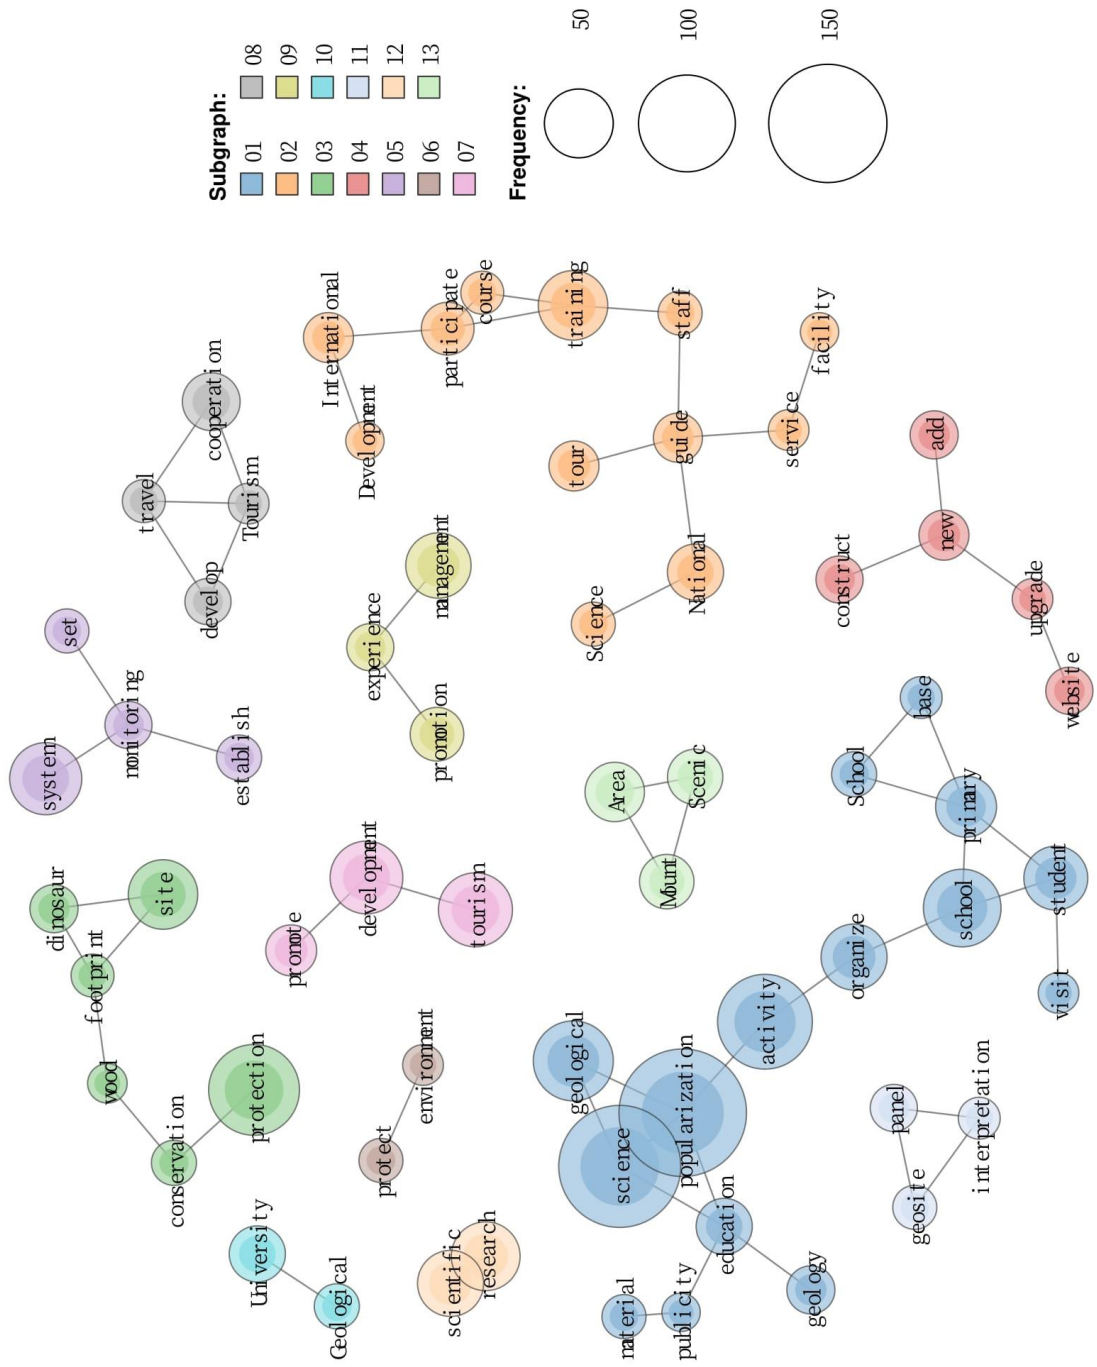 Subgraph:
01
02
03
04
05
06
07
08
09
10
11
12
13
Frequency:
50
100
150
set
system
monitoring
establish
travel
cooperation
Tourism
develop
International
Development
participate
course
training
staff
facility
service
guide
tour
National
Science
experience
management
promotion
add
new
construct
upgrade
website
dinosaur
site
footprint
wood
conservation
protection
development
promote
tourism
Area
Scenic
Mount
base
School
primary
student
school
visit
organize
activity
geological
popularization
science
education
geology
publicity
material
environment
protect
University
Geological
scientific
research
panel
interpretation
geosite